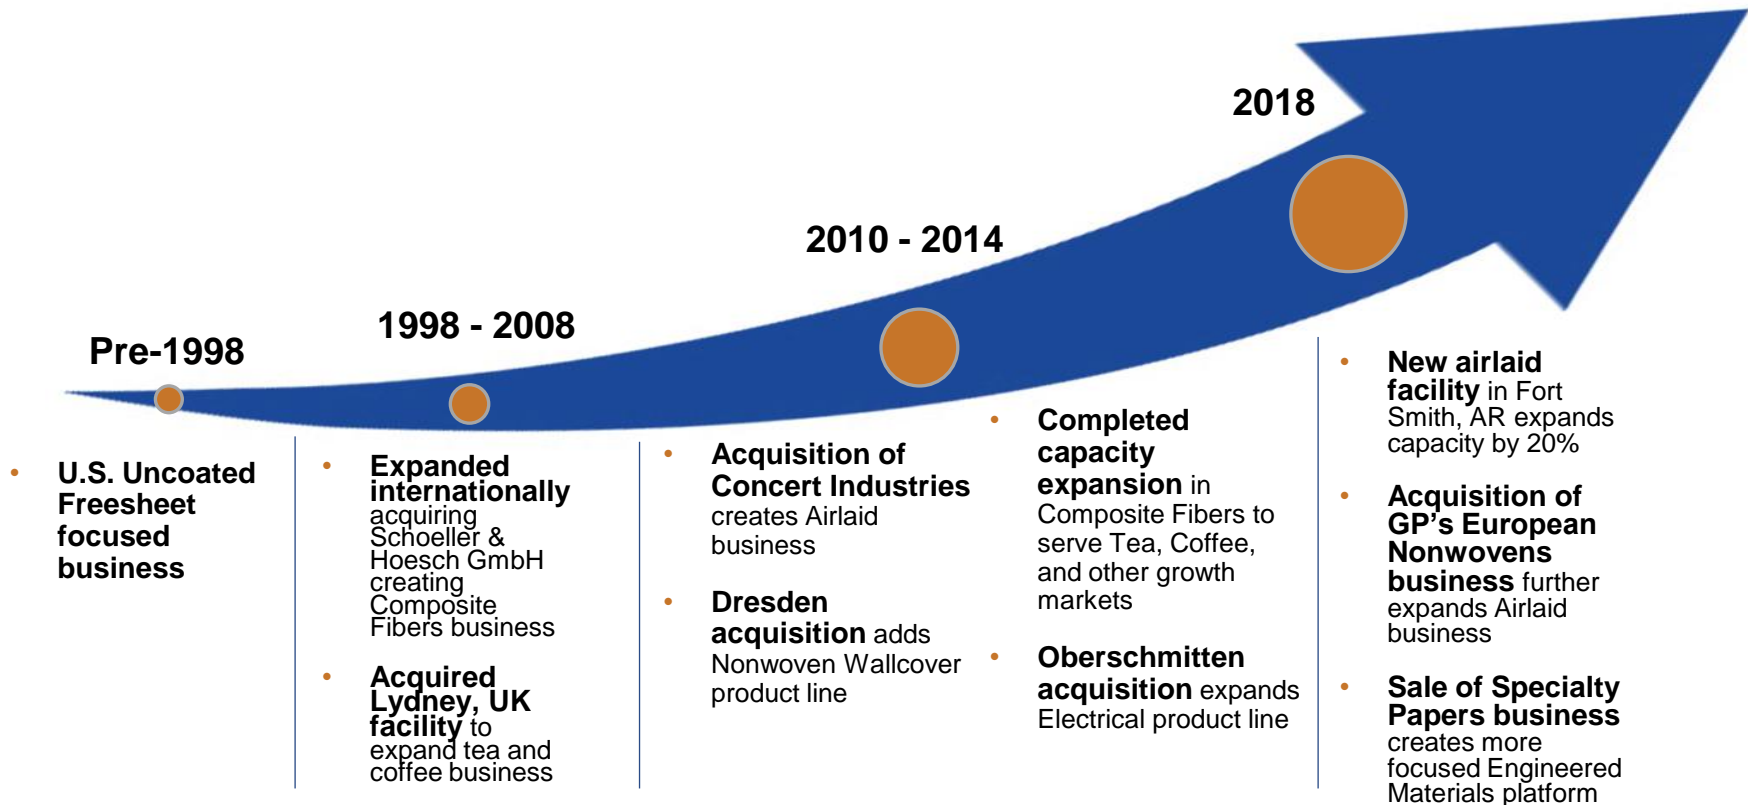 Pre-1998
• U.S. Uncoated
Freesheet
focused
business
1998 - 2008
• Expanded
internationally
acquiring
Schoeller &
Hoesch GmbH
creating
Composite
Fibers business
• Acquired
Lydney, UK
facility to
expand tea and
coffee business
2010 - 2014
• Acquisition of
Concert Industries
creates Airlaid
business
• Dresden
acquisition adds
Nonwoven Wallcover
product line
• Completed
capacity
expansion in
Composite Fibers to
serve Tea, Coffee,
and other growth
markets
• Oberschmitten
acquisition expands
Electrical product line
2018
• New airlaid
facility in Fort
Smith, AR expands
capacity by 20%
• Acquisition of
GP’s European
Nonwovens
business further
expands Airlaid
business
• Sale of Specialty
Papers business
creates more
focused Engineered
Materials platform